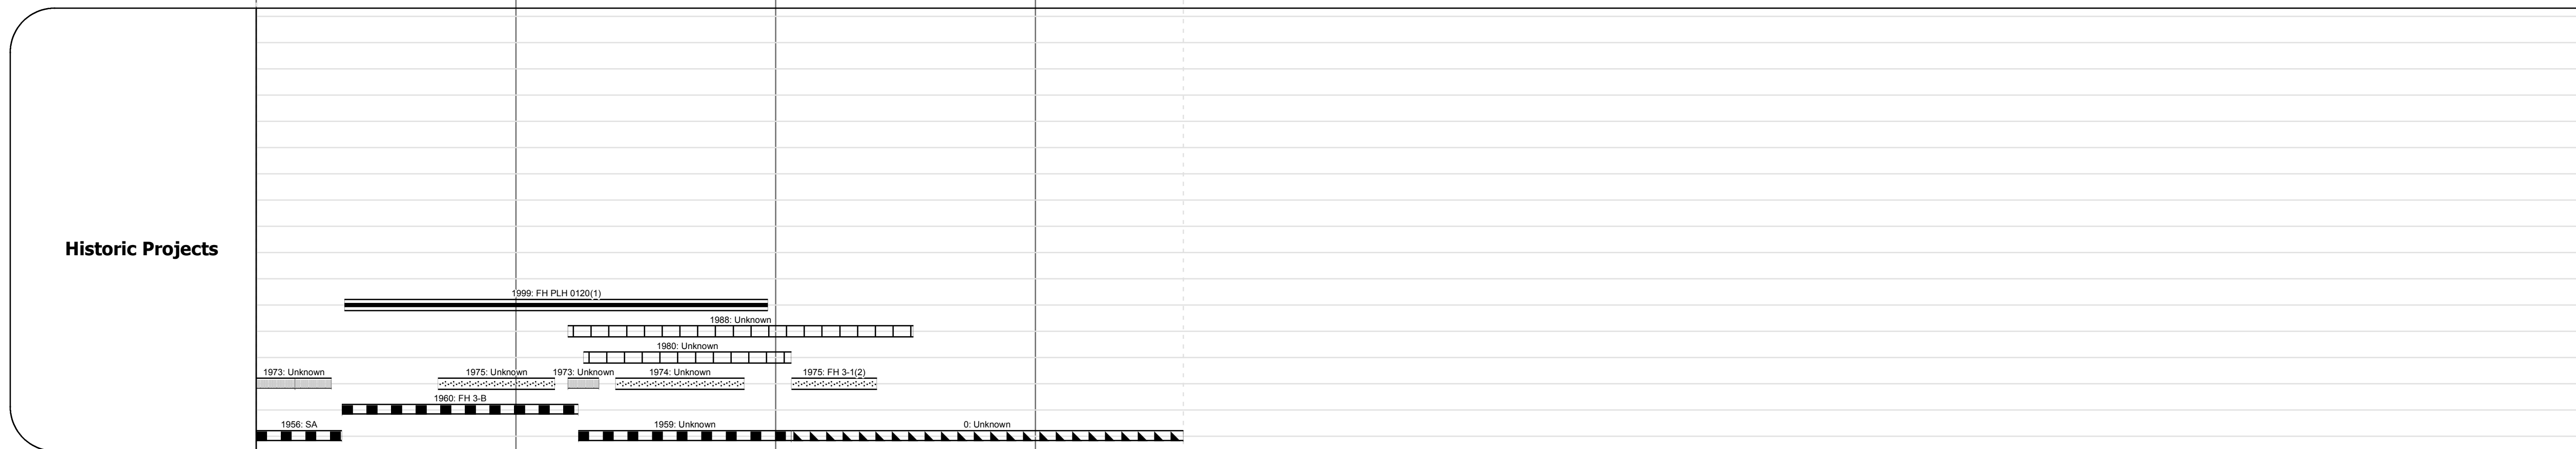 Historic Projects
1999: FH PLH 0120(1)
1988: Unknown
1980: Unknown
1973: Unknown
1975: Unknown
1973: Unknown
1974: Unknown
1975: FH 3-1(2)
1960: FH 3-B
1956: SA
1959: Unknown
0: Unknown